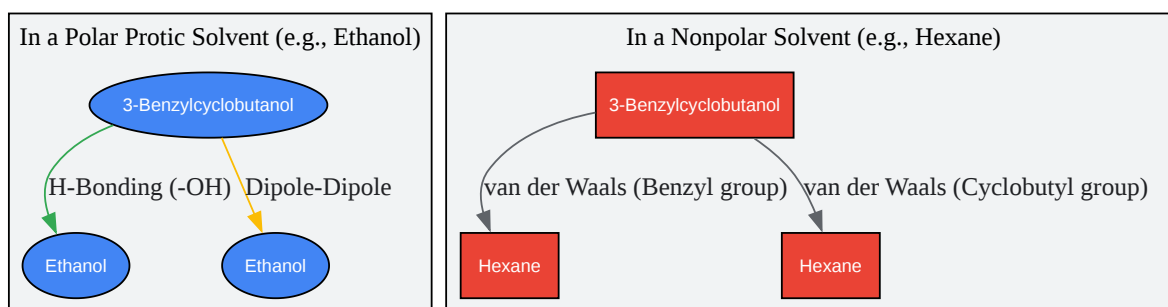 In a Polar Protic Solvent (e.g., Ethanol)
3-Benzylcyclobutanol
H-Bonding (-OH)
Dipole-Dipole
Ethanol
Ethanol
In a Nonpolar Solvent (e.g., Hexane)
3-Benzylcyclobutanol
van der Waals (Benzyl group)
van der Waals (Cyclobutyl group)
Hexane
Hexane